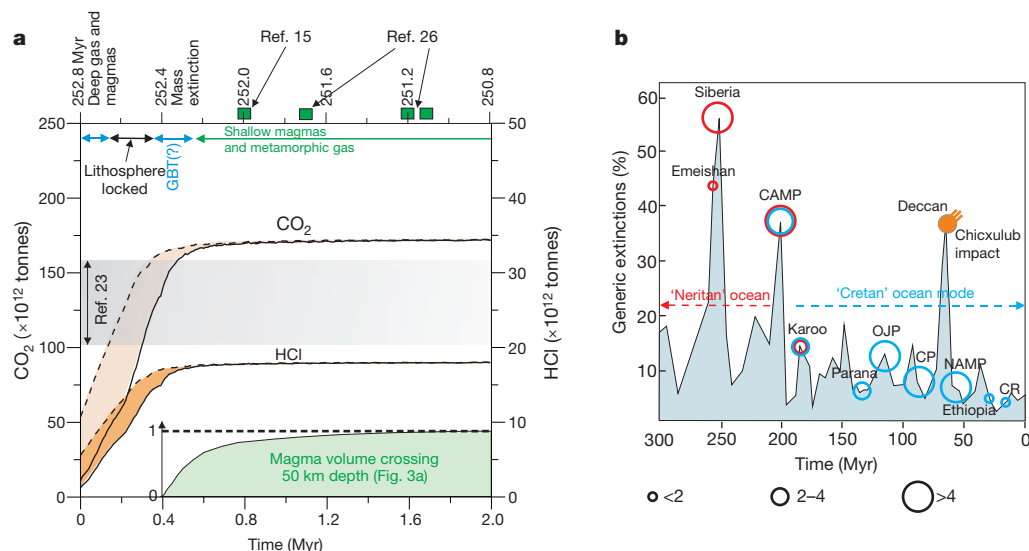 a
Ref. 15
Ref. 26
252.8 Myr
Deep gas and
magmas
252.4
Mass
extinction
252.0
251.6
251.2
250.8
250
200
150
100
50
0
CO₂ (×10¹² tonnes)
50
40
30
20
10
0
HCl (×10¹² tonnes)
Shallow magmas
and metamorphic gas
Lithosphere
locked
GBT(?)
CO₂
Ref. 23
HCl
1
0
Magma volume crossing
50 km depth (Fig. 3a)
0
0.4
0.8
1.2
1.6
2.0
Time (Myr)
b
60
50
40
30
20
10
Generic extinctions (%)
Siberia
Emeishan
CAMP
Deccan
Chicxulub
impact
'Neritan' ocean
'Cretan' ocean mode
Karoo
OJP
Parana
CP
NAMP
CR
Ethiopia
300
250
200
150
100
50
0
Time (Myr)
<2
2–4
>4